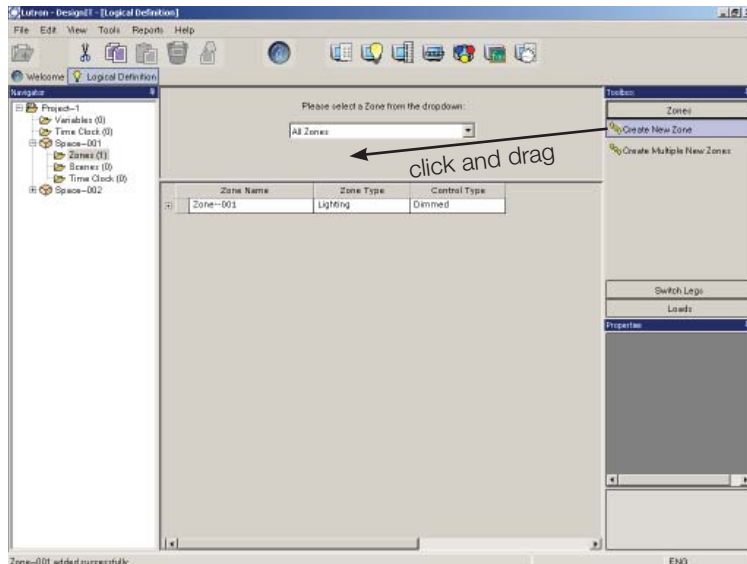 Lutron - DesignIT - [Logical Definition]
File Edit View Tools Reports Help
Welcome Logical Definition
Navigator
Project-1
Variables (0)
Time Clock (0)
Space-001
Zones (1)
Scenes (0)
Time Clock (0)
Space-002
Please select a Zone from the dropdown:
All Zones
click and drag
Zone Name Zone Type Control Type
Zone--001 Lighting Dimmed
Toolbox
Zones
Create New Zone
Create Multiple New Zones
Switch Legs
Loads
Properties
Zone--001 added successfully
ENG